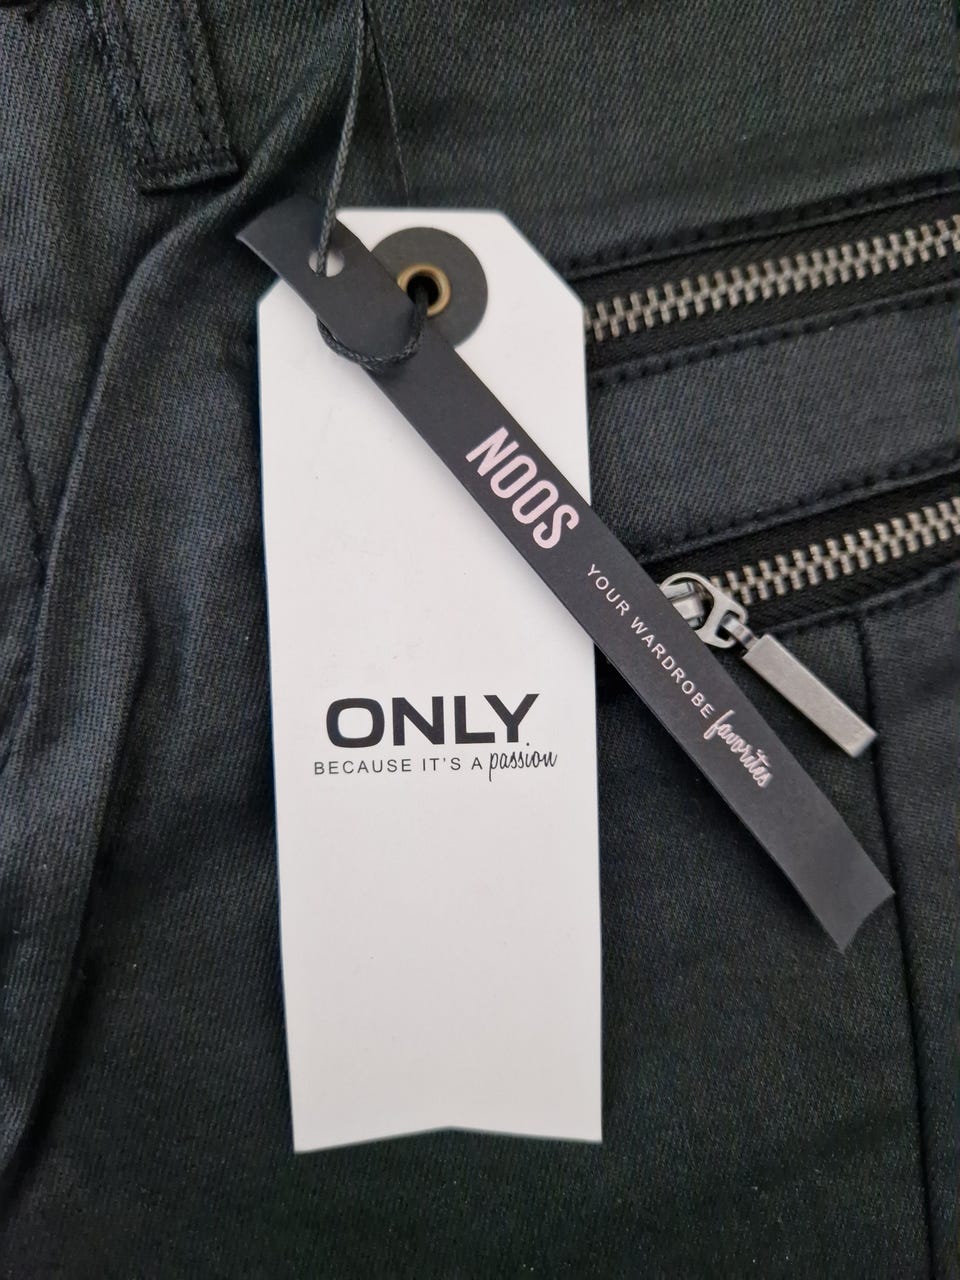 NOOS
YOUR WARDROBE favorites
ONLY
BECAUSE IT'S A passion